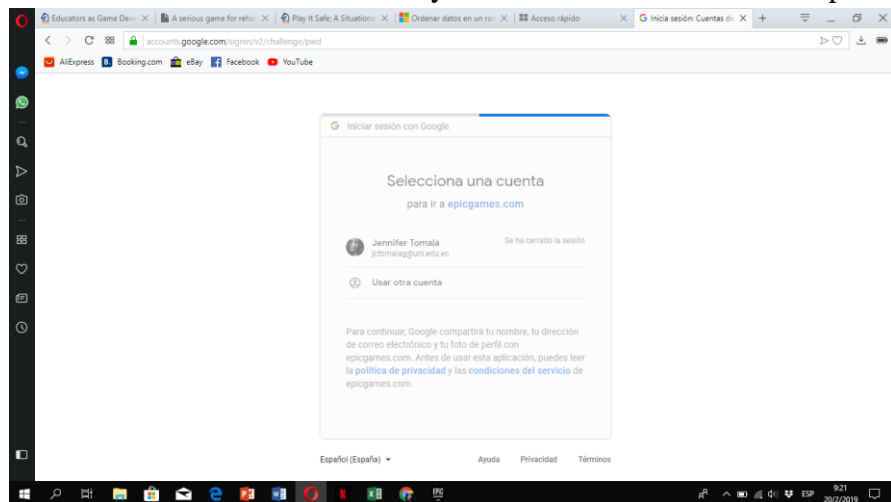 Educators as Game Deve
A serious game for rehab
Play It Safe; A Situationa
Ordenar datos en un ran
Acceso rápido
Inicia sesión: Cuentas de
accounts.google.com/signin/v2/challenge/pwd
AliExpress
Booking.com
eBay
Facebook
YouTube
Iniciar sesión con Google
Selecciona una cuenta
para ir a epicgames.com
Jennifer Tomala
Se ha cerrado la sesión
jctomalag@uni.edu.ec
Usar otra cuenta
Para continuar, Google compartirá tu nombre, tu dirección
de correo electrónico y tu foto de perfil con
epicgames.com. Antes de usar esta aplicación, puedes leer
la política de privacidad y las condiciones del servicio de
epicgames.com.
Español (España)
Ayuda
Privacidad
Términos
ESP
9:21
20/2/2019